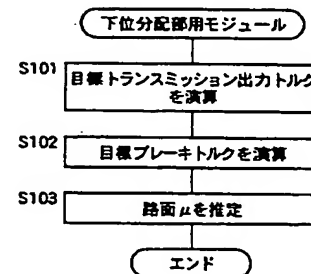 下位分配部用モジュール
S101
目標トランスミッション出力トルク
を演算
S102
目標ブレーキトルクを演算
S103
路面μを推定
エンド